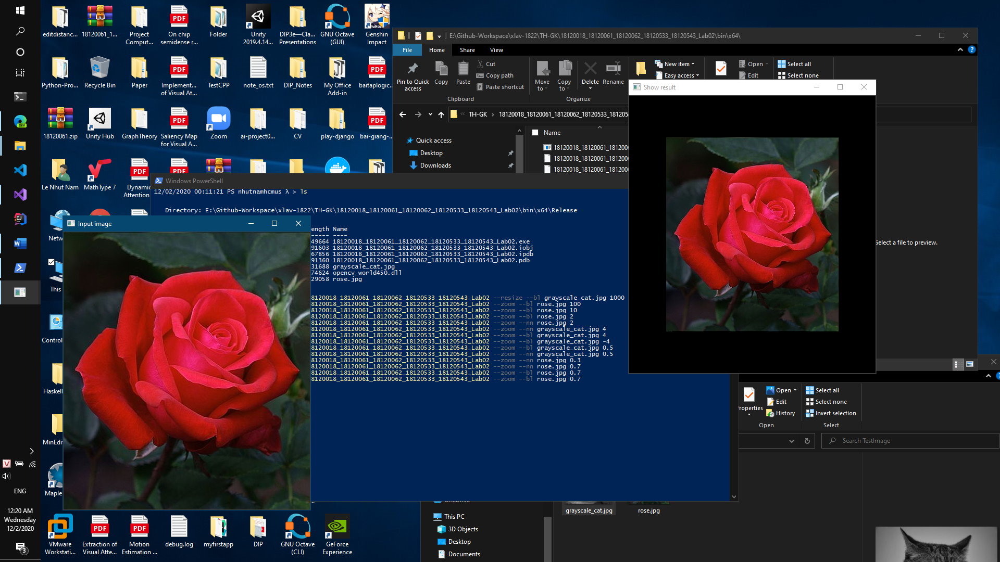 editdistanc...
18120061_1...
Project Comput...
On chip semidense r...
Folder
Unity 2019.4.14...
DIP3e—Cla... Presentations
GNU Octave (GUI)
Genshin Impact
Python-Pro...
Recycle Bin
Paper
Implement... of Visual At...
TestCPP
note_os.txt
DIP_Notes
My Office Add-in
baitaplogic...
18120061.zip
Unity Hub
GraphTheory
Saliency Map for Visual A...
Zoom
ai-project0...
CV
play-django
bai-giang-...
Le Nhut Nam
MathType 7
Dynamic Attention
Netw
This
Control
Haskell
MinEdit
Maple
VMware Workstati...
Extraction of Visual Atte...
Motion Estimation ...
debug.log
myfirstapp
DIP
GNU Octave (CLI)
GeForce Experience
ENG
12:20 AM
Wednesday
12/2/2020
3
E:\Github-Workspace\xlav-1822\TH-GK\18120018_18120061_18120062_18120533_18120543_Lab02\bin\x64\
File Home Share View
Pin to Quick access
Copy
Paste
Cut
Copy path
Paste shortcut
Clipboard
Move to
Copy to
Delete
Rename
Organize
New item
Easy access
Open
Edit
Select all
Select none
TH-GK > 18120018_18120061_18120062_18120533_181205
Quick access
Desktop
Downloads
Name
18120018_18120061_1812006
18120018_18120061_1812006
18120018_18120061_1812006
Select a file to preview.
Show result
Windows PowerShell
12/02/2020 00:11:21 PS nhutnamhcmus λ > ls
Directory: E:\Github-Workspace\xlav-1822\TH-GK\18120018_18120061_18120062_18120533_18120543_Lab02\bin\x64\Release
ength Name
----- ----
49664 18120018_18120061_18120062_18120533_18120543_Lab02.exe
91603 18120018_18120061_18120062_18120533_18120543_Lab02.iobj
67856 18120018_18120061_18120062_18120533_18120543_Lab02.ipdb
91360 18120018_18120061_18120062_18120533_18120543_Lab02.pdb
31688 grayscale_cat.jpg
74624 opencv_world450.dll
29058 rose.jpg
8120018_18120061_18120062_18120533_18120543_Lab02 --resize --bl grayscale_cat.jpg 1000
8120018_18120061_18120062_18120533_18120543_Lab02 --zoom --bl rose.jpg 100
8120018_18120061_18120062_18120533_18120543_Lab02 --zoom --bl rose.jpg 10
8120018_18120061_18120062_18120533_18120543_Lab02 --zoom --bl rose.jpg 2
8120018_18120061_18120062_18120533_18120543_Lab02 --zoom --nn rose.jpg 2
8120018_18120061_18120062_18120533_18120543_Lab02 --zoom --nn grayscale_cat.jpg 4
8120018_18120061_18120062_18120533_18120543_Lab02 --zoom --bl grayscale_cat.jpg 4
8120018_18120061_18120062_18120533_18120543_Lab02 --zoom --bl grayscale_cat.jpg -4
8120018_18120061_18120062_18120533_18120543_Lab02 --zoom --bl grayscale_cat.jpg 0.5
8120018_18120061_18120062_18120533_18120543_Lab02 --zoom --nn grayscale_cat.jpg 0.5
8120018_18120061_18120062_18120533_18120543_Lab02 --zoom --nn rose.jpg 0.3
8120018_18120061_18120062_18120533_18120543_Lab02 --zoom --nn rose.jpg 0.7
8120018_18120061_18120062_18120533_18120543_Lab02 --zoom --bl rose.jpg 0.7
8120018_18120061_18120062_18120533_18120543_Lab02 --zoom --bl rose.jpg 0.7
Input image
roperties
Open
Edit
History
Open
Select all
Select none
Invert selection
Select
Search TestImage
This PC
3D Objects
Desktop
Documents
grayscale_cat.jpg
rose.jpg